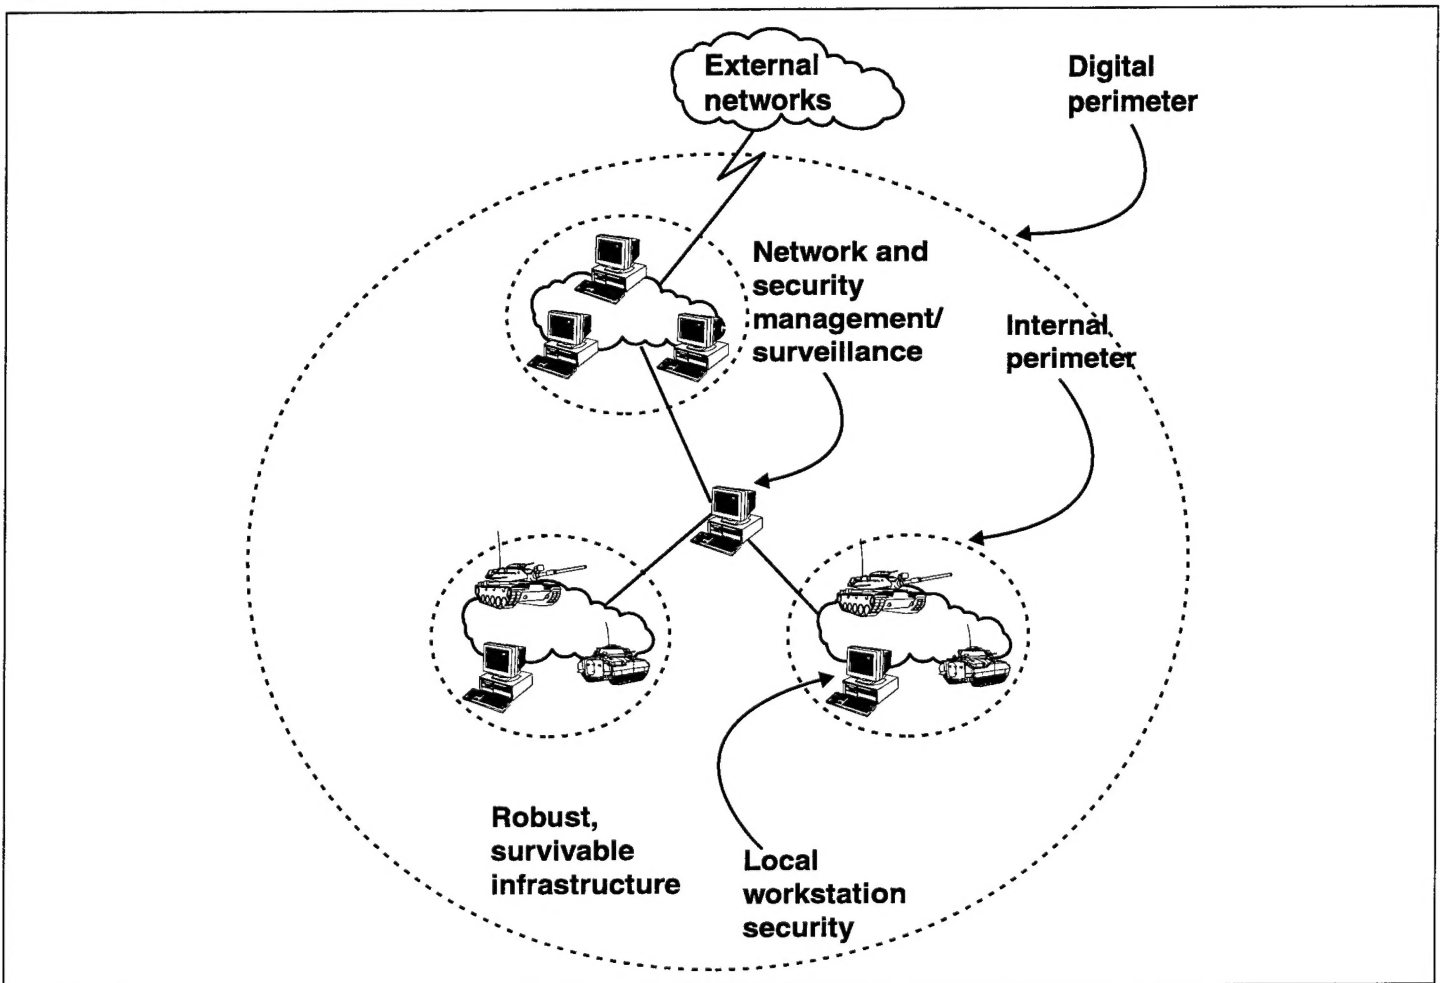 External
networks
Digital
perimeter
Network and
security
management/
surveillance
Internal
perimeter
Robust,
survivable
infrastructure
Local
workstation
security